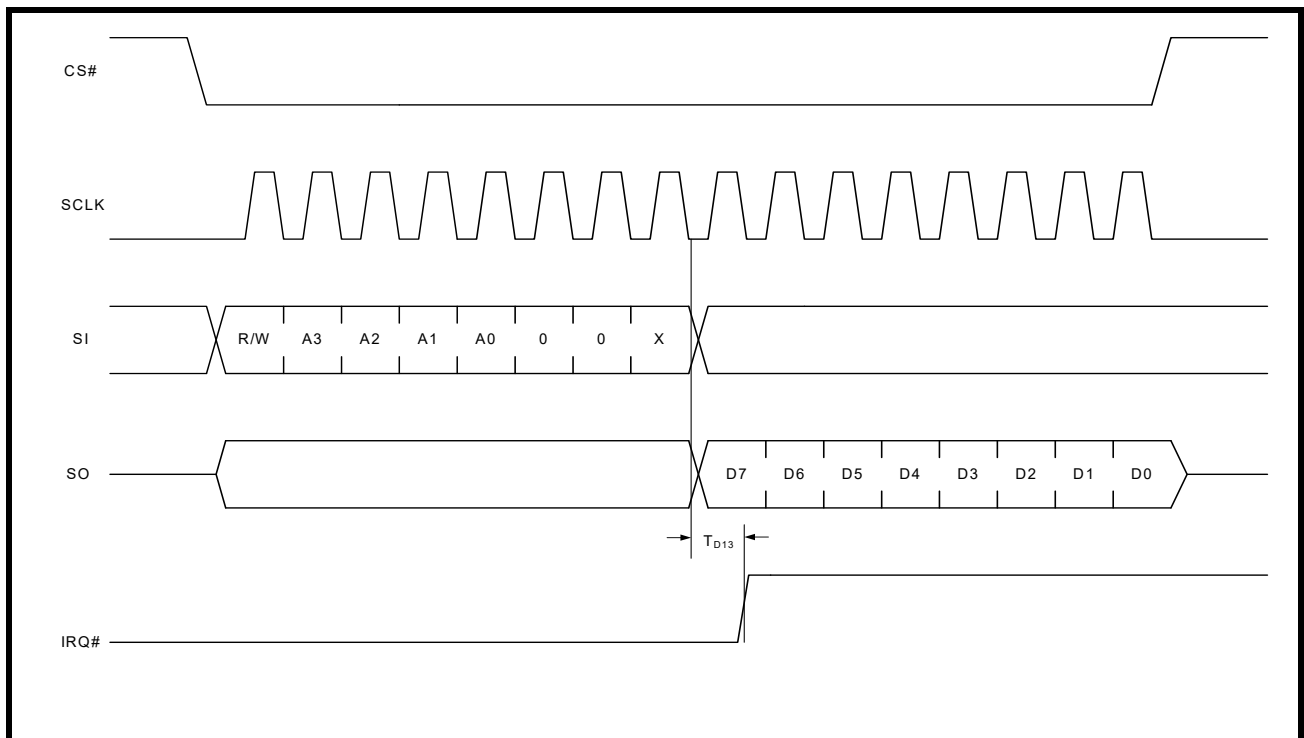 CS#
SCLK
SI R/W A3 A2 A1 A0 0 0 X
SO D7 D6 D5 D4 D3 D2 D1 D0
TD13
IRQ#